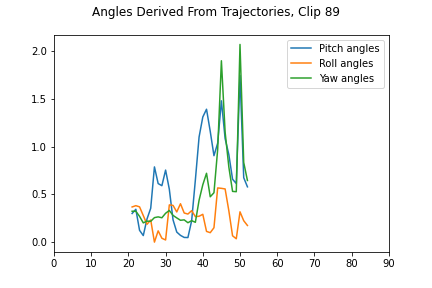 Angles Derived From Trajectories, Clip 89
2.0
1.5
1.0
0.5
0.0
0 10 20 30 40 50 60 70 80 90
Pitch angles
Roll angles
Yaw angles